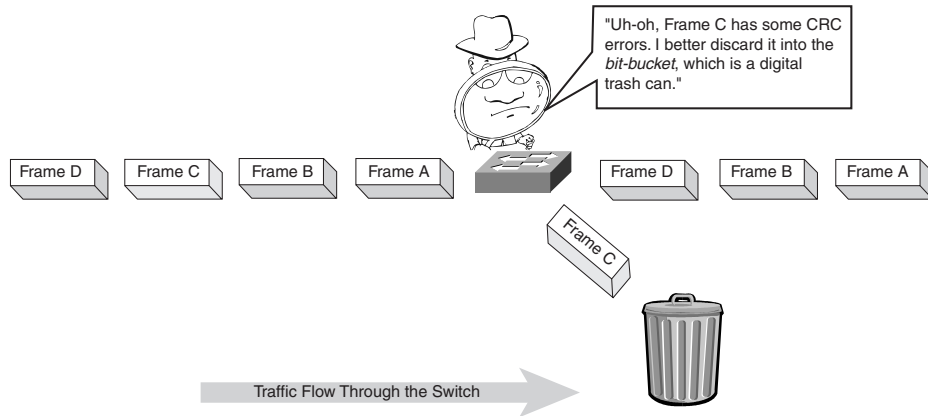 "Uh-oh, Frame C has some CRC
errors. I better discard it into the
bit-bucket, which is a digital
trash can."
Frame D
Frame C
Frame B
Frame A
Frame D
Frame B
Frame A
Frame C
Traffic Flow Through the Switch